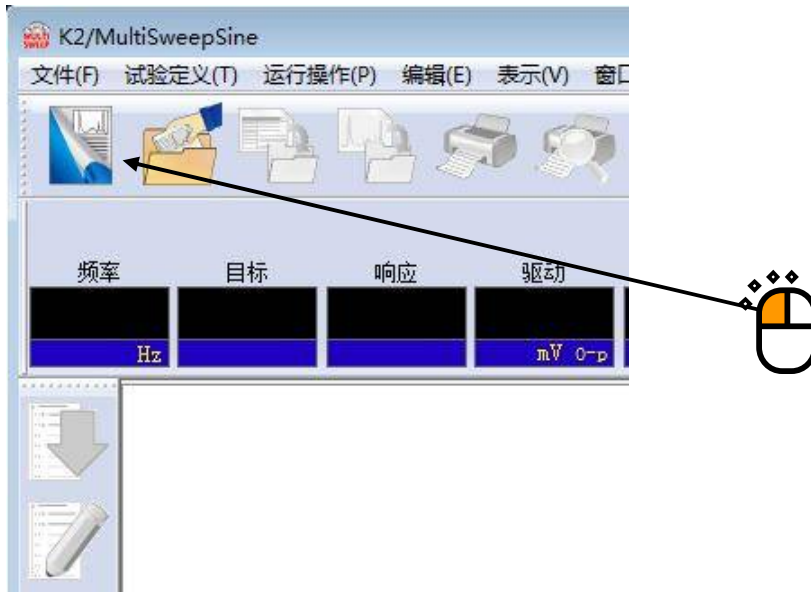 K2/MultiSweepSine
文件(F) 试验定义(T) 运行操作(P) 编辑(E) 表示(V)
频率 目标 响应 驱动
Hz mV 0-p